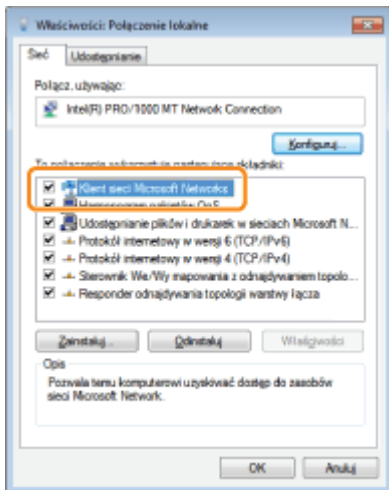 Właściwości: Połączenie lokalne
Sieć
Udostępnianie
Połącz, używając:
Intel(R) PRO/1000 MT Network Connection
Konfiguruj...
To połączenie wykorzystuje następujące składniki:
Klient sieci Microsoft Networks
Harmonogram pakietów QoS
Udostępnianie plików i drukarek w sieciach Microsoft N...
Protokół internetowy w wersji 6 (TCP/IPv6)
Protokół internetowy w wersji 4 (TCP/IPv4)
Sterownik We/Wy mapowania z odnajdywaniem topolo...
Responder odnajdywania topologii warstwy łącza
Zainstaluj...
Odinstaluj
Właściwości
Opis
Pozwala temu komputerowi uzyskiwać dostęp do zasobów
sieci Microsoft Network.
OK
Anuluj